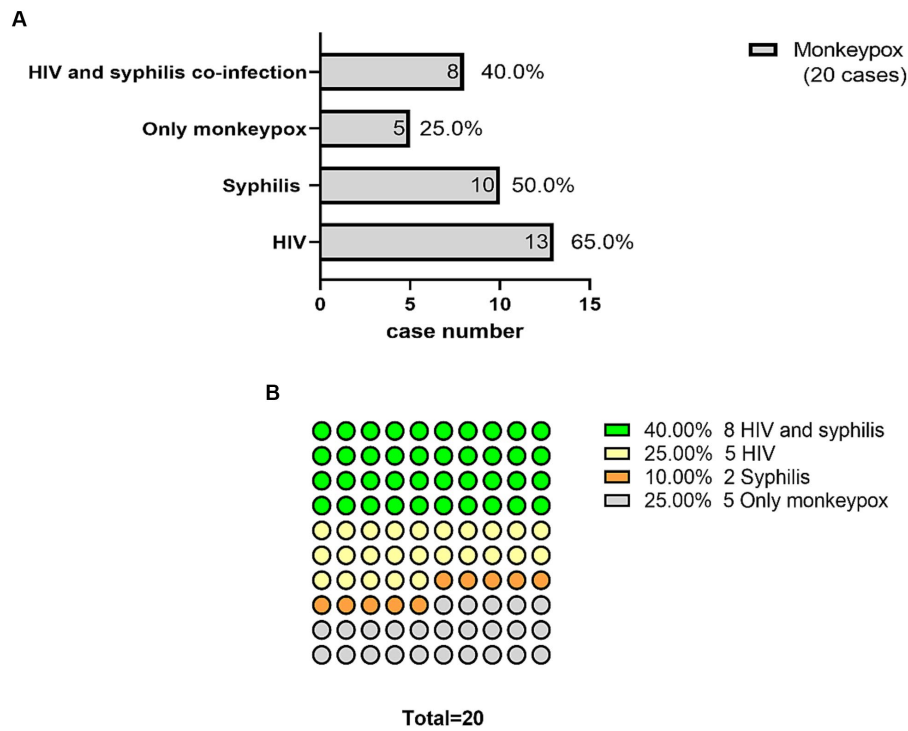 A
HIV and syphilis co-infection 8 40.0%
Only monkeypox 5 25.0%
Syphilis 10 50.0%
HIV 13 65.0%
0 5 10 15
case number
Monkeypox
(20 cases)
B
40.00% 8 HIV and syphilis
25.00% 5 HIV
10.00% 2 Syphilis
25.00% 5 Only monkeypox
Total=20